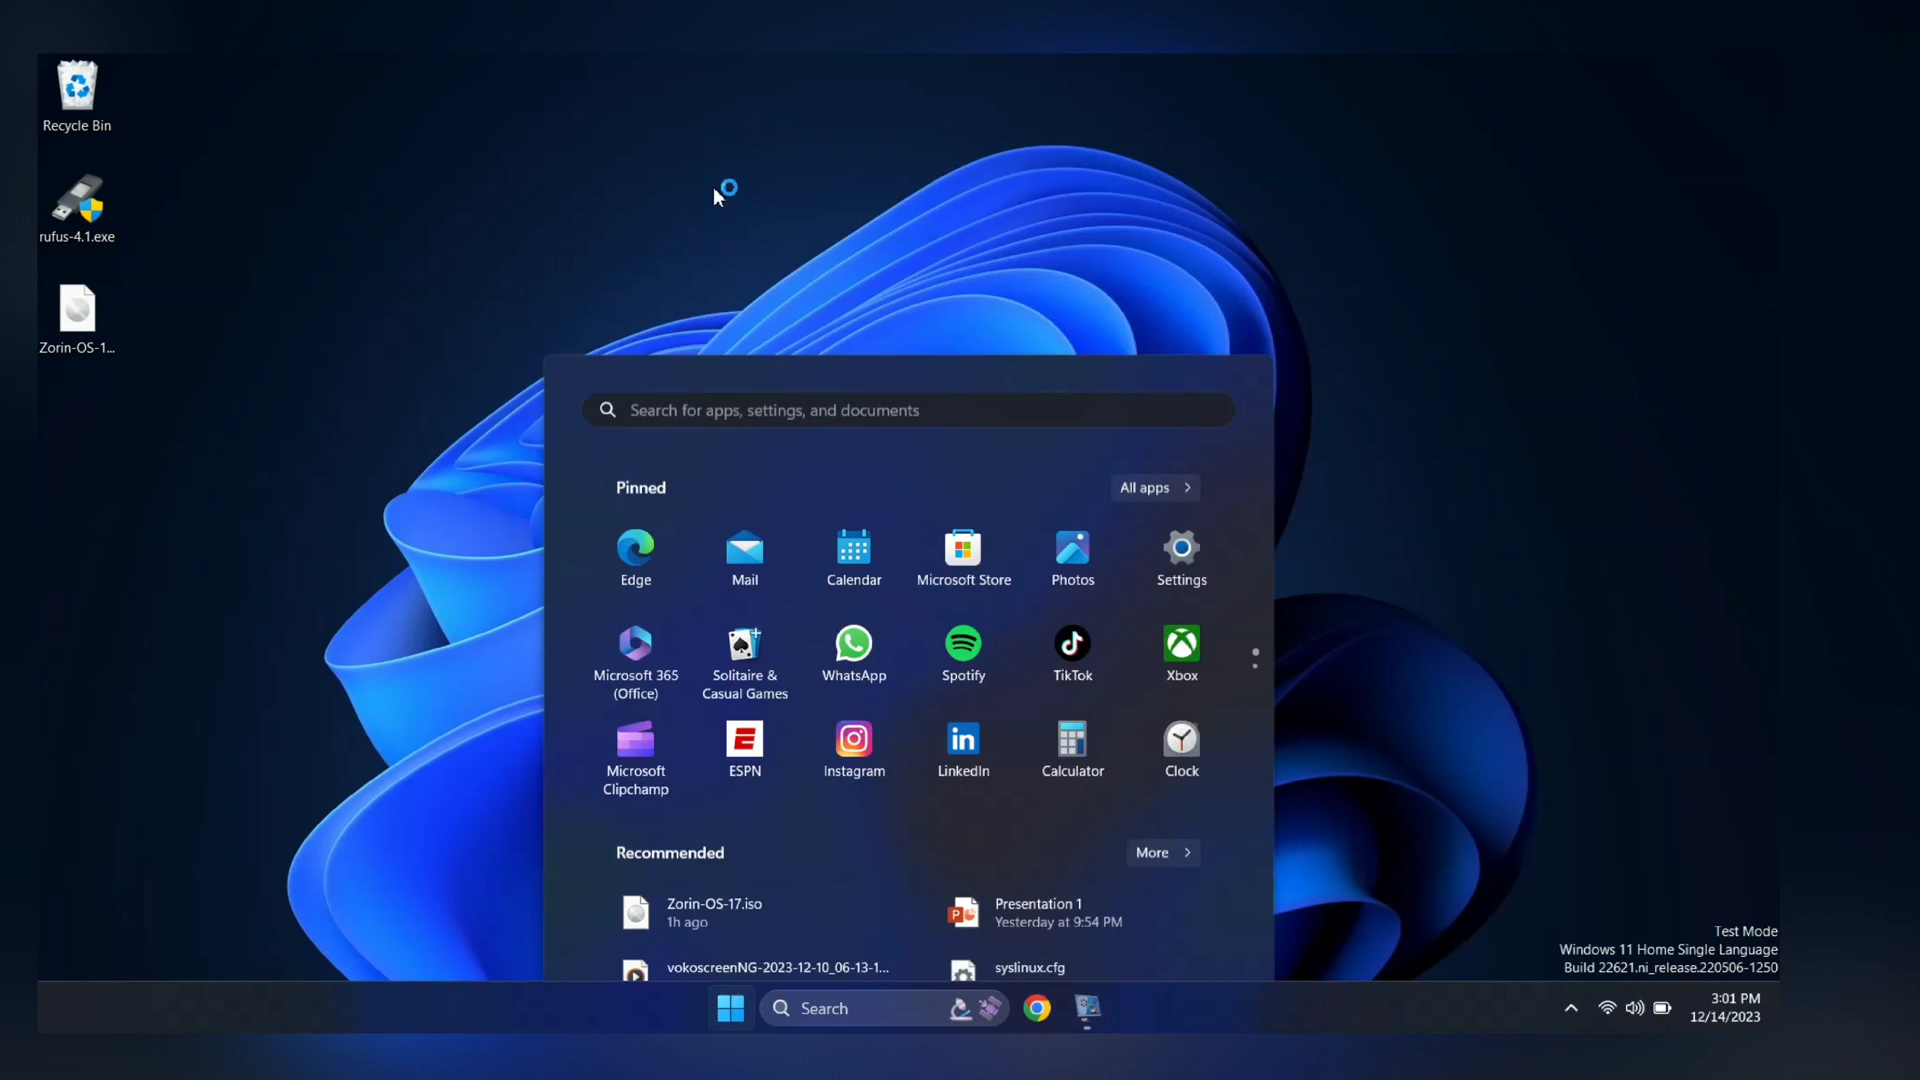 Recycle Bin
rufus-4.1.exe
Zorin-OS-1...
Search for apps, settings, and documents
Pinned
All apps
Edge
Mail
Calendar
Microsoft Store
Photos
Settings
Microsoft 365
(Office)
Solitaire &
Casual Games
WhatsApp
Spotify
TikTok
Xbox
Microsoft
Clipchamp
ESPN
Instagram
LinkedIn
Calculator
Clock
Recommended
More
Zorin-OS-17.iso
1h ago
Presentation 1
Yesterday at 9:54 PM
vokoscreenNG-2023-12-10_06-13-1...
syslinux.cfg
Test Mode
Windows 11 Home Single Language
Build 22621.ni_release.220506-1250
Search
3:01 PM
12/14/2023